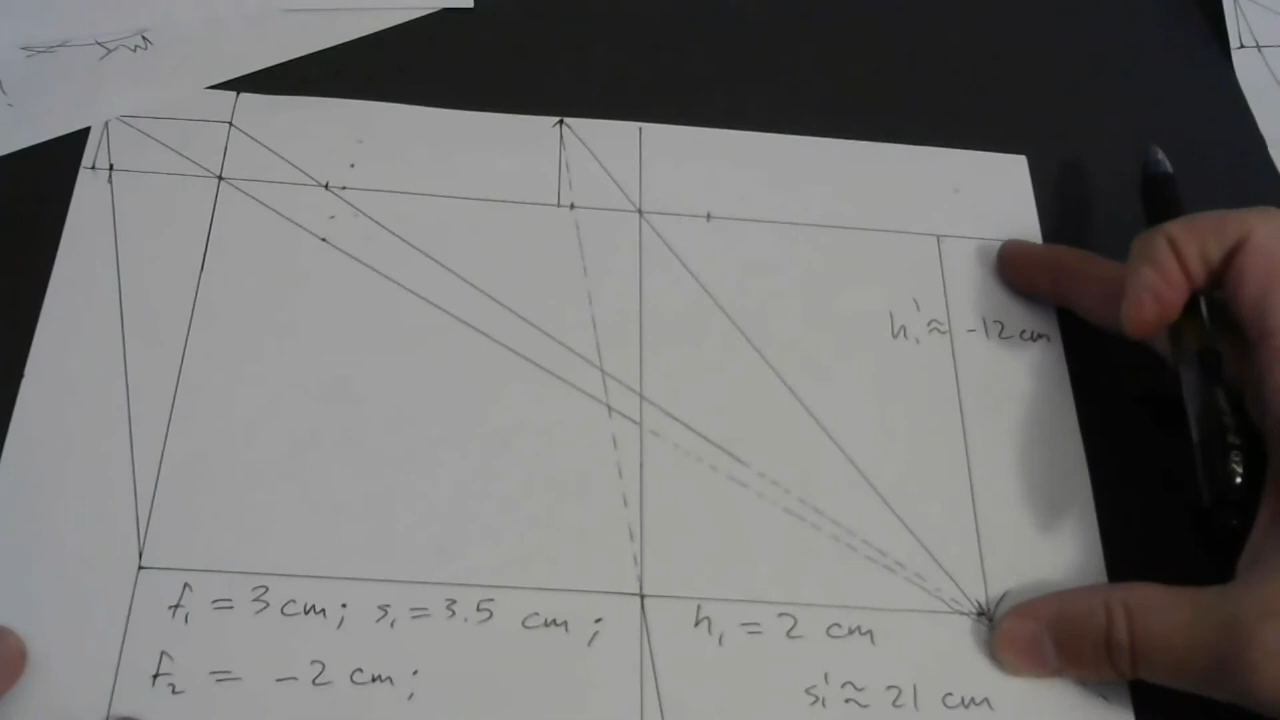 h₁' ≈ -12 cm
f₁ = 3 cm; s₁ = 3.5 cm; h₁ = 2 cm
f₂ = -2 cm; s₁' ≈ 21 cm